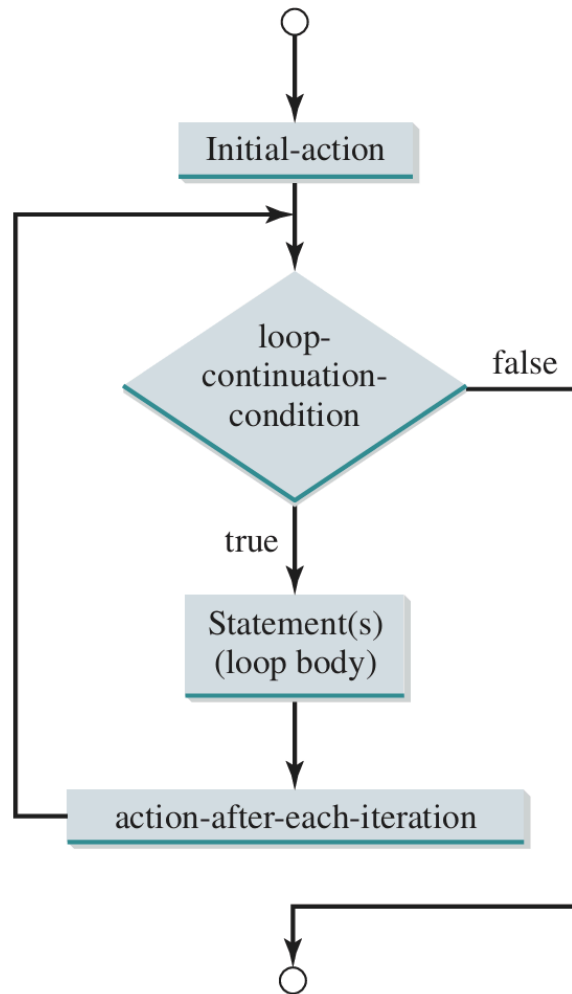 Initial-action
loop-
continuation-
condition
false
true
Statement(s)
(loop body)
action-after-each-iteration